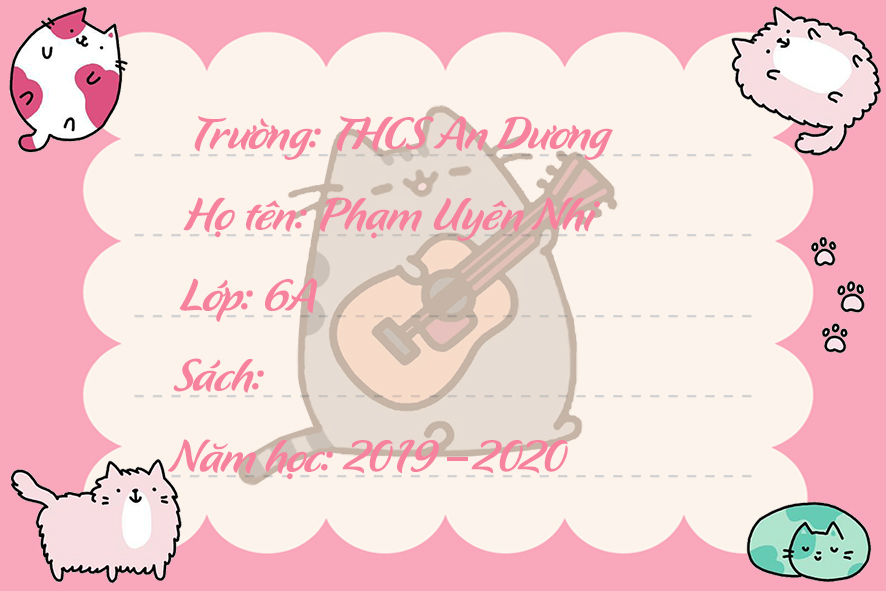 Trường: THCS An Dương
Họ tên: Phạm Uyên Nhi
Lớp: 6A
Sách:
Năm học: 2019 – 2020